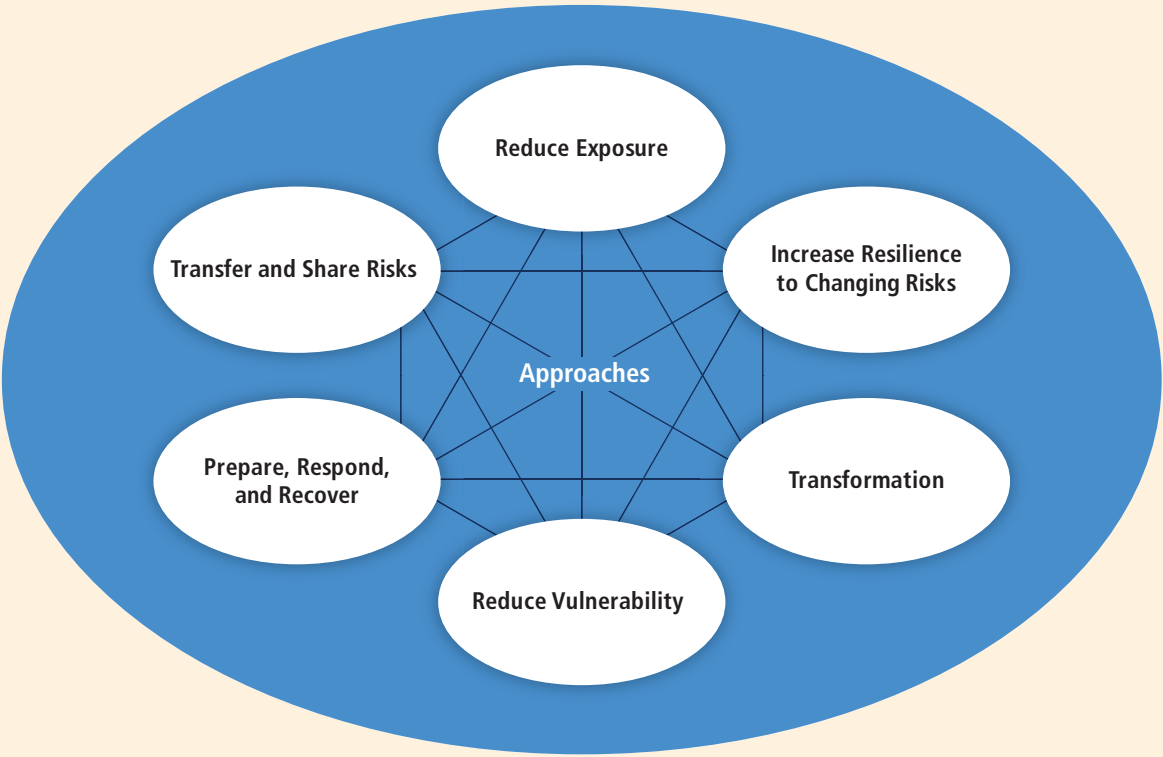 Reduce Exposure
Transfer and Share Risks
Increase Resilience
to Changing Risks
Approaches
Prepare, Respond,
and Recover
Transformation
Reduce Vulnerability